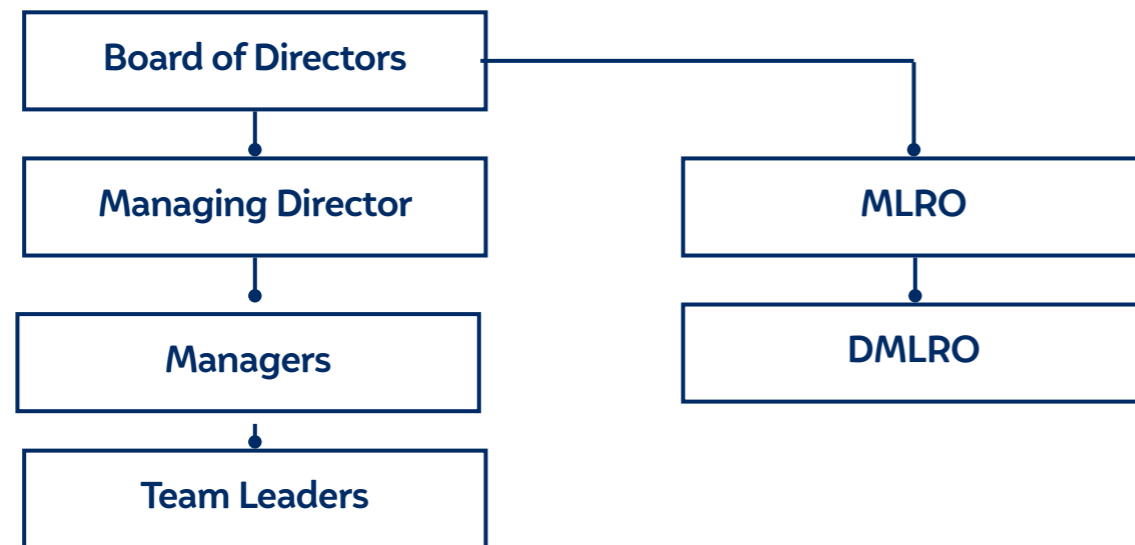 Board of Directors
Managing Director
MLRO
Managers
DMLRO
Team Leaders